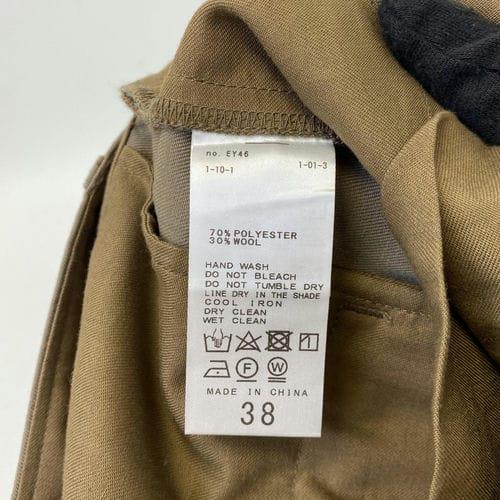 no. EY46
1-10-1 1-01-3
70% POLYESTER
30% WOOL
HAND WASH
DO NOT BLEACH
DO NOT TUMBLE DRY
LINE DRY IN THE SHADE
COOL IRON
DRY CLEAN
WET CLEAN
F W
MADE IN CHINA
38